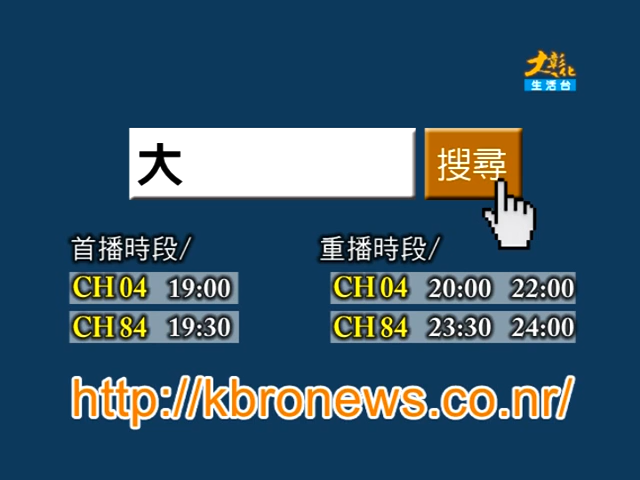 大彰化
生活台
大 搜尋
首播時段/ 重播時段/
CH04 19:00 CH04 20:00 22:00
CH84 19:30 CH84 23:30 24:00
http://kbronews.co.nr/